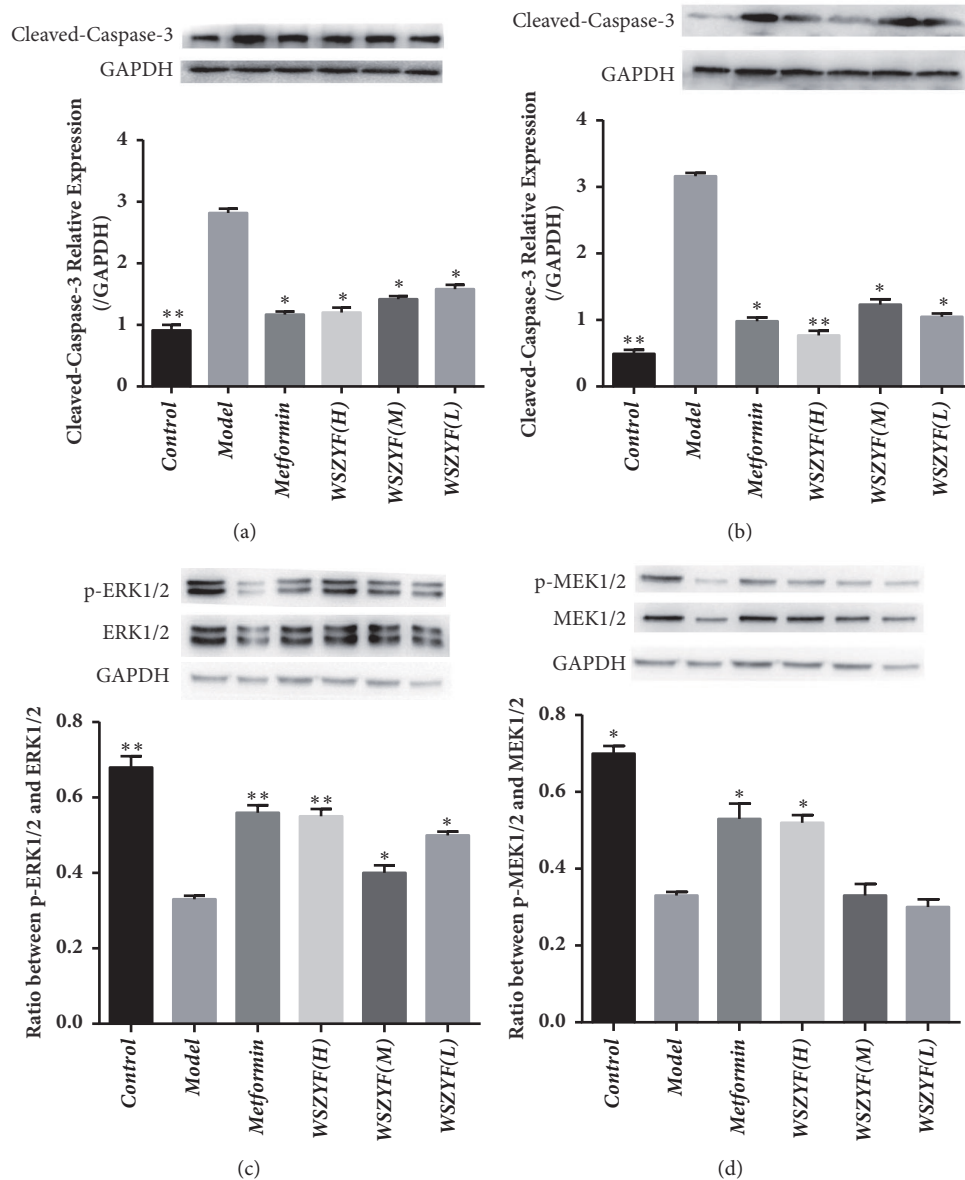 Cleaved-Caspase-3
GAPDH
Cleaved-Caspase-3 Relative Expression
(/GAPDH)
4
3
2
1
0
**
*
*
*
*
Control
Model
Metformin
WSZYF(H)
WSZYF(M)
WSZYF(L)
(a)
Cleaved-Caspase-3
GAPDH
Cleaved-Caspase-3 Relative Expression
(/GAPDH)
4
3
2
1
0
**
*
**
*
*
Control
Model
Metformin
WSZYF(H)
WSZYF(M)
WSZYF(L)
(b)
p-ERK1/2
ERK1/2
GAPDH
Ratio between p-ERK1/2 and ERK1/2
0.8
0.6
0.4
0.2
0.0
**
**
**
*
*
Control
Model
Metformin
WSZYF(H)
WSZYF(M)
WSZYF(L)
(c)
p-MEK1/2
MEK1/2
GAPDH
Ratio between p-MEK1/2 and MEK1/2
0.8
0.6
0.4
0.2
0.0
*
*
*
Control
Model
Metformin
WSZYF(H)
WSZYF(M)
WSZYF(L)
(d)